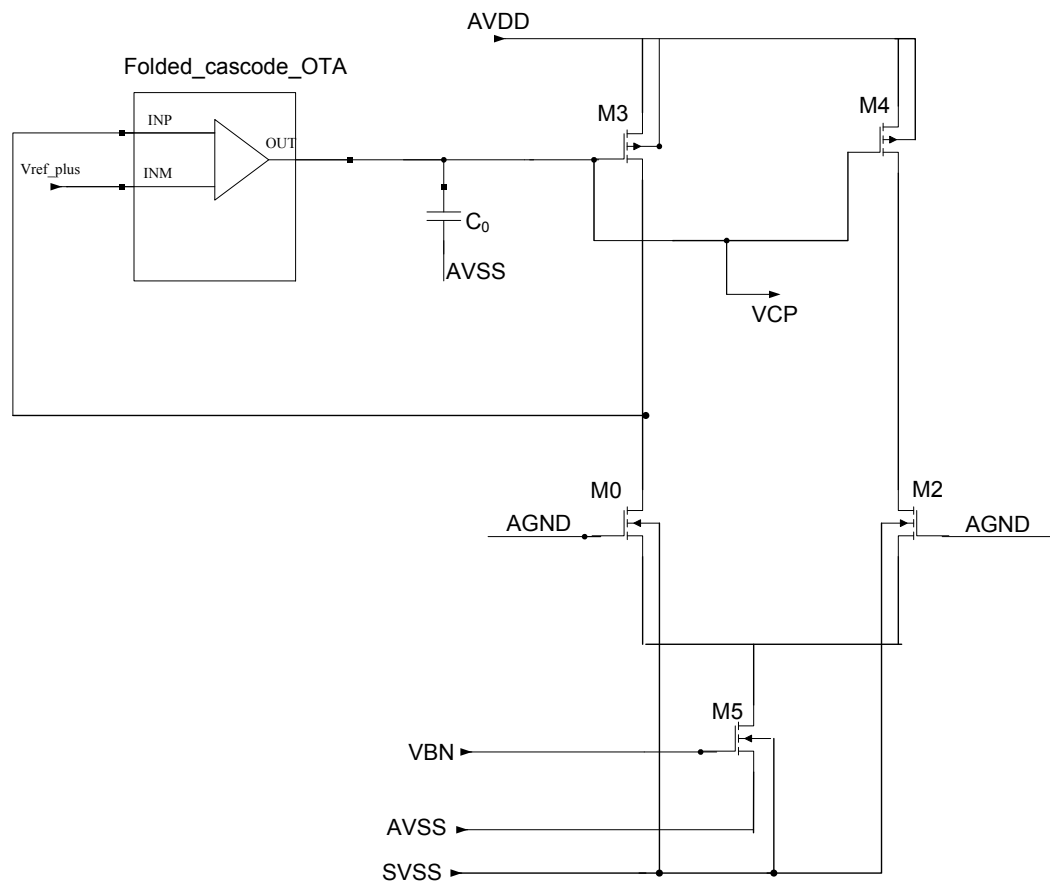 AVDD
Folded_cascode_OTA
M3
M4
INP
OUT
Vref_plus
INM
C₀
AVSS
VCP
M0
M2
AGND
AGND
M5
VBN
AVSS
SVSS